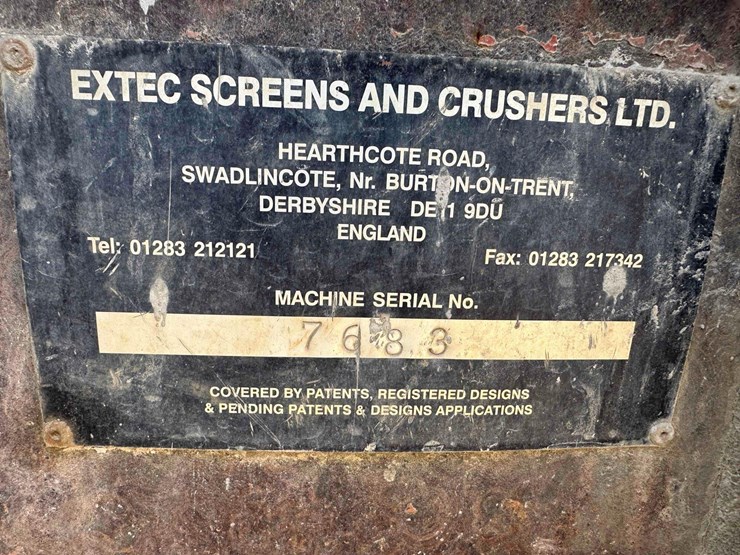 EXTEC SCREENS AND CRUSHERS LTD.
HEARTHCOTE ROAD,
SWADLINCOTE, Nr. BURTON-ON-TRENT,
DERBYSHIRE DE11 9DU
ENGLAND
Tel: 01283 212121 Fax: 01283 217342
MACHINE SERIAL No.
7683
COVERED BY PATENTS, REGISTERED DESIGNS
& PENDING PATENTS & DESIGNS APPLICATIONS